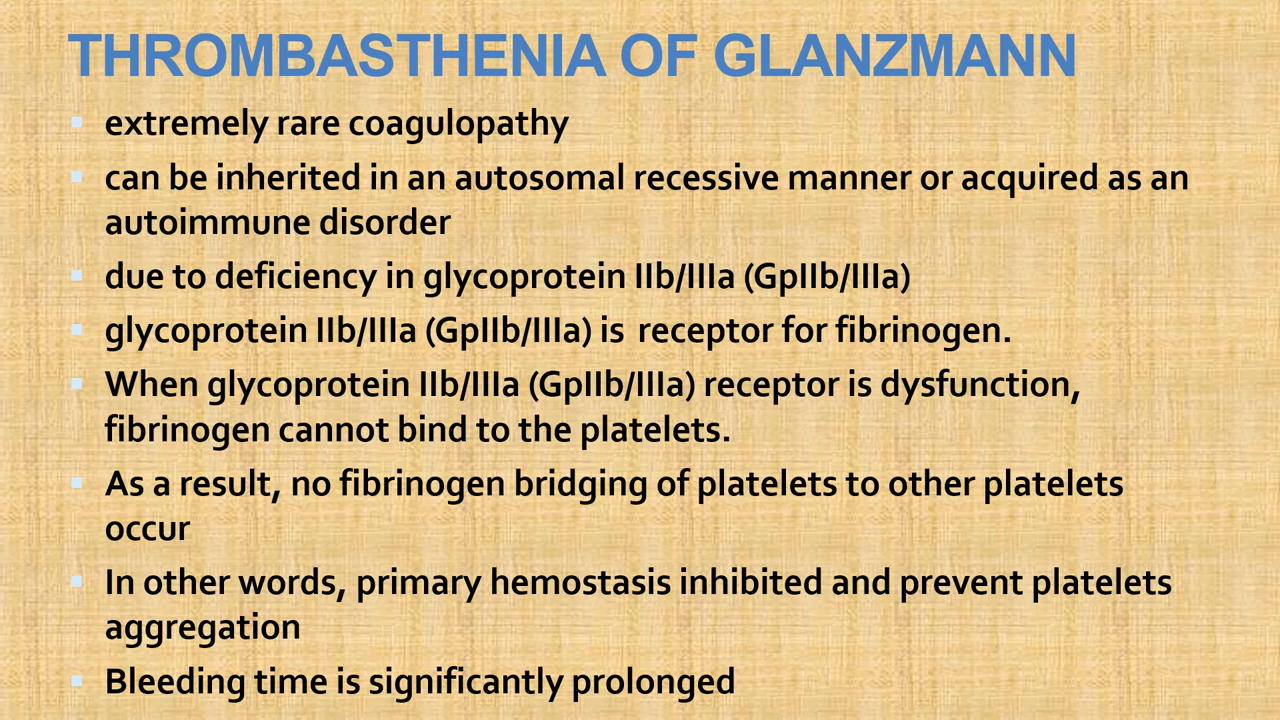 THROMBASTHENIA OF GLANZMANN
extremely rare coagulopathy
can be inherited in an autosomal recessive manner or acquired as an
autoimmune disorder
due to deficiency in glycoprotein IIb/IIIa (GpIIb/IIIa)
glycoprotein IIb/IIIa (GpIIb/IIIa) is receptor for fibrinogen.
When glycoprotein IIb/IIIa (GpIIb/IIIa) receptor is dysfunction,
fibrinogen cannot bind to the platelets.
As a result, no fibrinogen bridging of platelets to other platelets
occur
In other words, primary hemostasis inhibited and prevent platelets
aggregation
Bleeding time is significantly prolonged